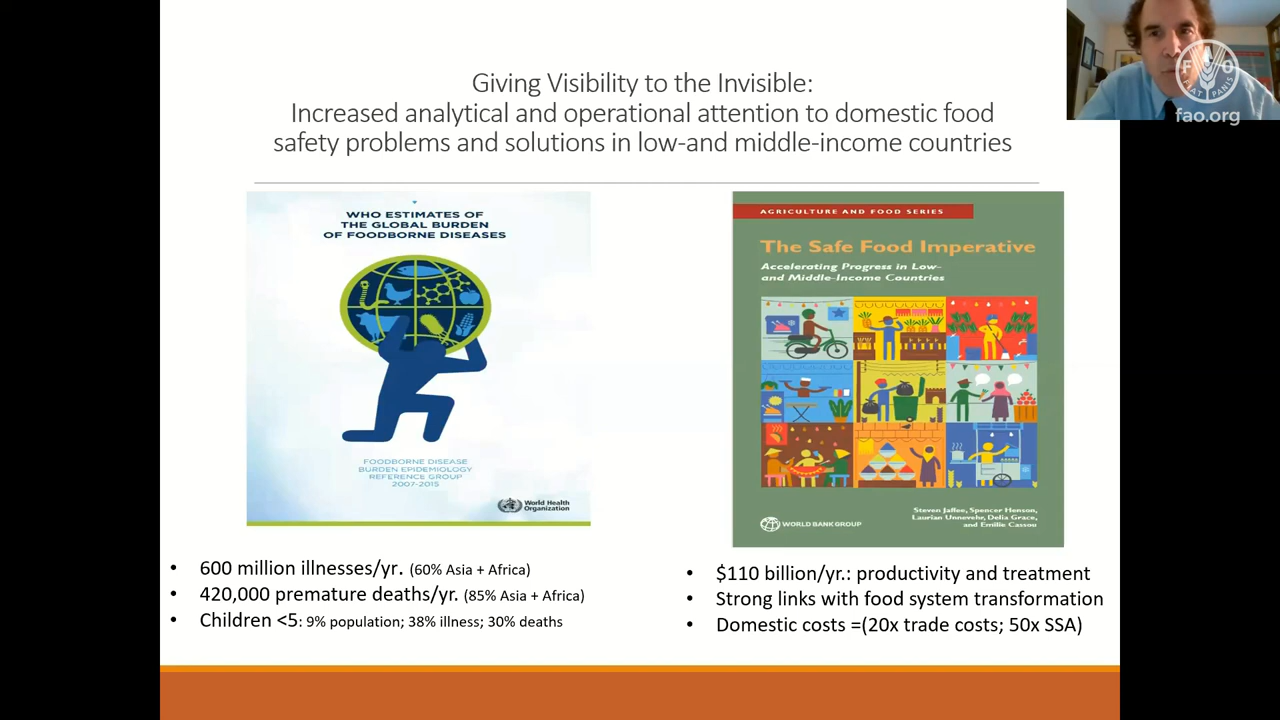 Giving Visibility to the Invisible:
Increased analytical and operational attention to domestic food
safety problems and solutions in low-and middle-income countries
FAO
FIAT PANIS
fao.org
WHO ESTIMATES OF
THE GLOBAL BURDEN
OF FOODBORNE DISEASES
FOODBORNE DISEASE
BURDEN EPIDEMIOLOGY
REFERENCE GROUP
2007-2015
World Health
Organization
AGRICULTURE AND FOOD SERIES
The Safe Food Imperative
Accelerating Progress in Low-
and Middle-Income Countries
Steven Jaffee, Spencer Henson,
Laurian Unnevehr, Delia Grace,
and Emilie Cassou
WORLD BANK GROUP
• 600 million illnesses/yr. (60% Asia + Africa)
• 420,000 premature deaths/yr. (85% Asia + Africa)
• Children <5: 9% population; 38% illness; 30% deaths
• $110 billion/yr.: productivity and treatment
• Strong links with food system transformation
• Domestic costs =(20x trade costs; 50x SSA)